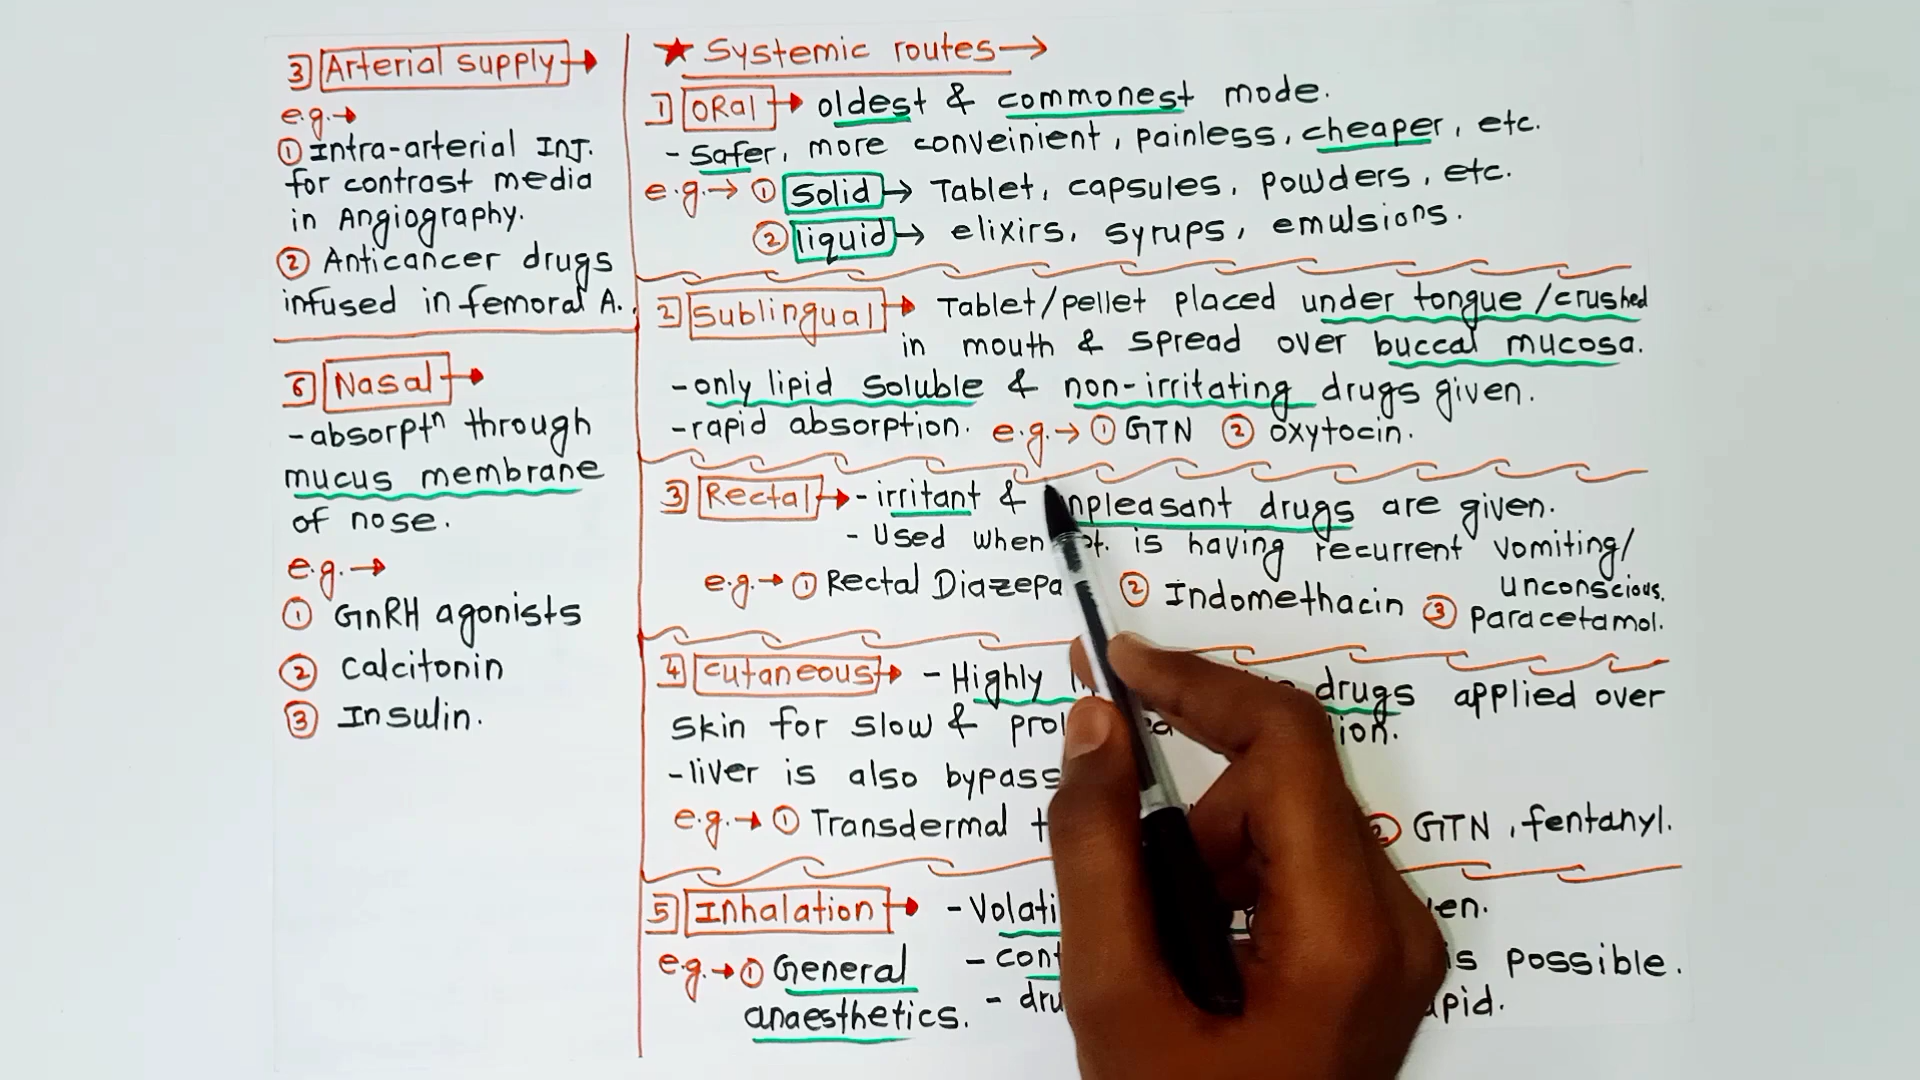 3 Arterial supply →
e.g. →
① Intra-arterial Inj.
for contrast media
in Angiography.
② Anticancer drugs
infused in femoral A.
6 Nasal →
- absorptⁿ through
mucus membrane
of nose.
e.g. →
① GnRH agonists
② Calcitonin
③ Insulin.
★ Systemic routes →
1 Oral → oldest & commonest mode.
- Safer, more conveinient, painless, cheaper, etc.
e.g. → ① Solid → Tablet, capsules, powders, etc.
② liquid → elixirs, syrups, emulsions.
2 Sublingual → Tablet/pellet placed under tongue /crushed
in mouth & spread over buccal mucosa.
- only lipid soluble & non-irritating drugs given.
- rapid absorption. e.g. → ① GTN ② oxytocin.
3 Rectal → - irritant & unpleasant drugs are given.
- Used when pt. is having recurrent vomiting/
unconscious.
e.g. → ① Rectal Diazepa ② Indomethacin ③ paracetamol.
4 cutaneous → - Highly drugs applied over
skin for slow &
- liver is also bypass
e.g. → ① Transdermal ② GTN, fentanyl.
5 Inhalation → - Volati
e.g. → ① General - is possible.
anaesthetics. -